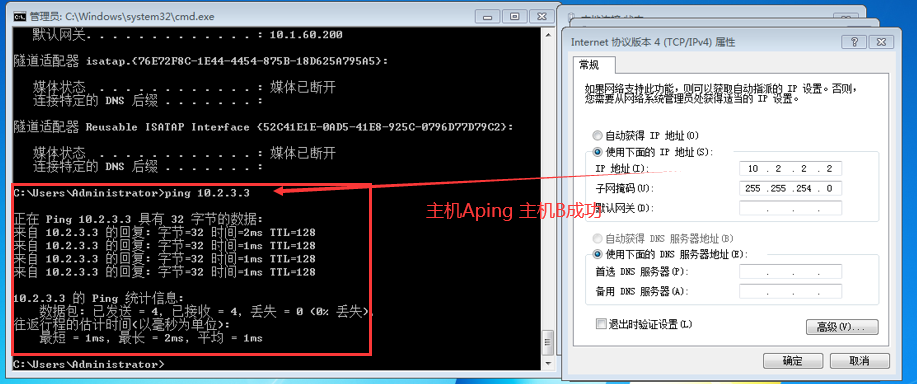 管理员: C:\Windows\system32\cmd.exe
默认网关. . . . . . . . . . . . . : 10.1.60.200
隧道适配器 isatap.{76E72F8C-1E44-4454-875B-18D625A795A5}:
媒体状态 . . . . . . . . . . . . : 媒体已断开
连接特定的 DNS 后缀 . . . . . . . :
隧道适配器 Reusable ISATAP Interface {52C41E1E-0AD5-41E8-925C-0796D77D79C2}:
媒体状态 . . . . . . . . . . . . : 媒体已断开
连接特定的 DNS 后缀 . . . . . . . :
C:\Users\Administrator>ping 10.2.3.3
正在 Ping 10.2.3.3 具有 32 字节的数据:
来自 10.2.3.3 的回复: 字节=32 时间=2ms TTL=128
来自 10.2.3.3 的回复: 字节=32 时间=1ms TTL=128
来自 10.2.3.3 的回复: 字节=32 时间=1ms TTL=128
来自 10.2.3.3 的回复: 字节=32 时间=1ms TTL=128
10.2.3.3 的 Ping 统计信息:
数据包: 已发送 = 4, 已接收 = 4, 丢失 = 0 (0% 丢失),
往返行程的估计时间(以毫秒为单位):
最短 = 1ms, 最长 = 2ms, 平均 = 1ms
C:\Users\Administrator>
主机Aping 主机B成功
Internet 协议版本 4 (TCP/IPv4) 属性
常规
如果网络支持此功能，则可以获取自动指派的 IP 设置。否则，
您需要从网络系统管理员处获得适当的 IP 设置。
自动获得 IP 地址(O)
使用下面的 IP 地址(S):
IP 地址(I): 10 . 2 . 2 . 2
子网掩码(U): 255 .255 .254 . 0
默认网关(D): . . .
自动获得 DNS 服务器地址(B)
使用下面的 DNS 服务器地址(E):
首选 DNS 服务器(P): . . .
备用 DNS 服务器(A): . . .
退出时验证设置(L)
高级(V)...
确定
取消